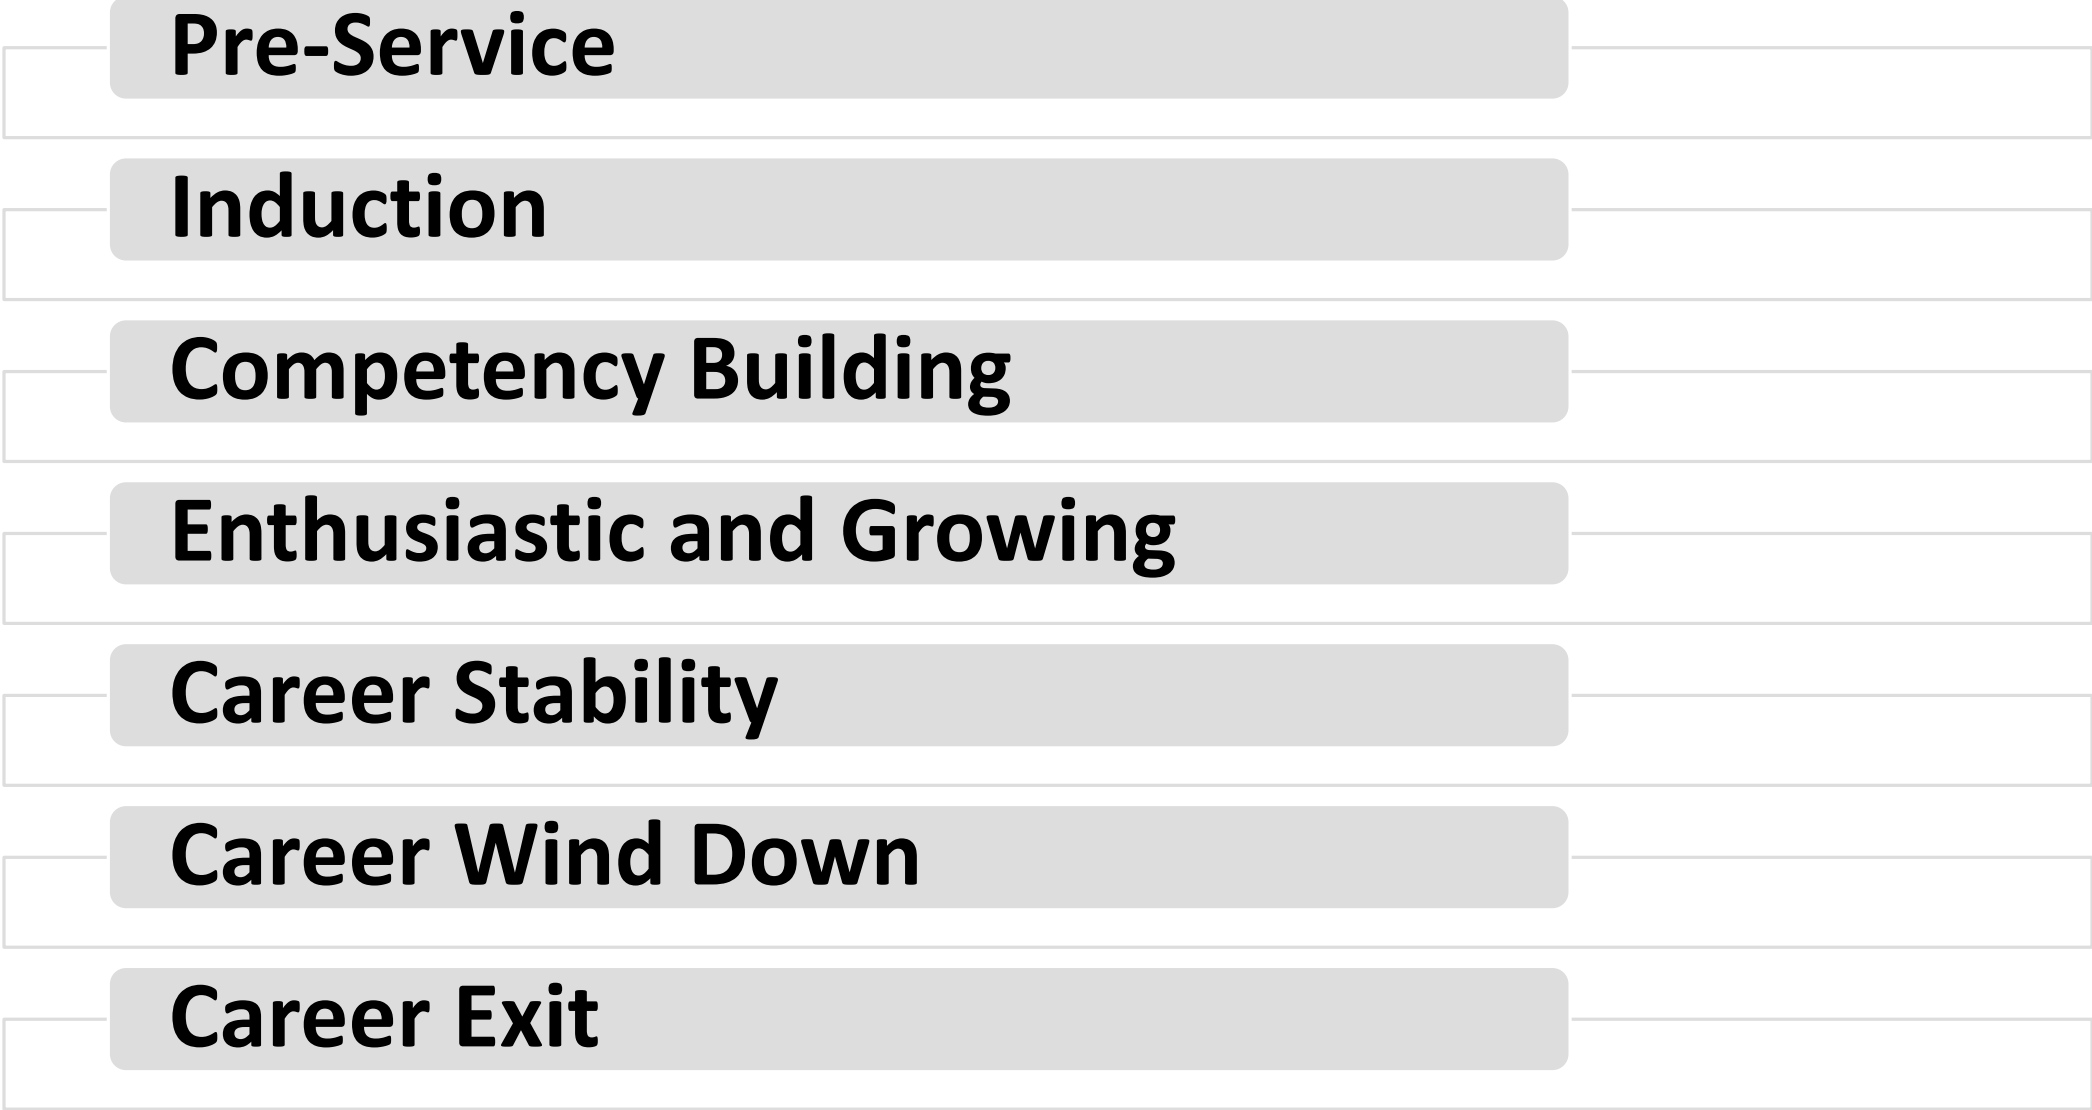 Pre-Service
Induction
Competency Building
Enthusiastic and Growing
Career Stability
Career Wind Down
Career Exit